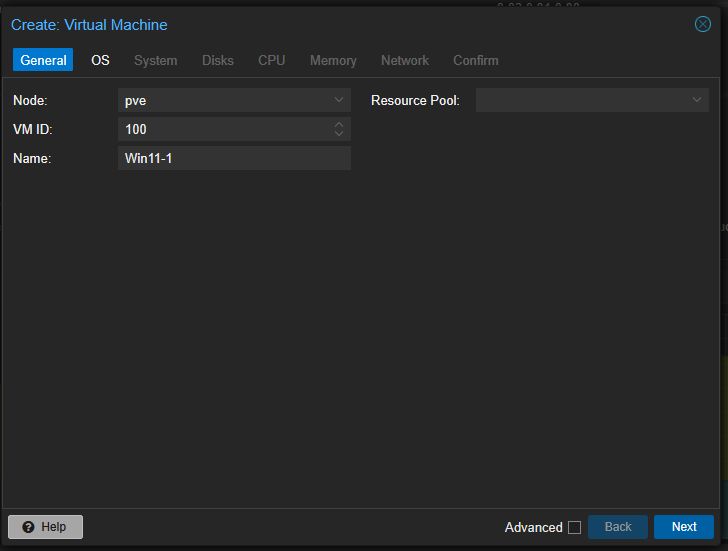 Create: Virtual Machine
General OS System Disks CPU Memory Network Confirm
Node: pve Resource Pool:
VM ID: 100
Name: Win11-1
Help Advanced Back Next